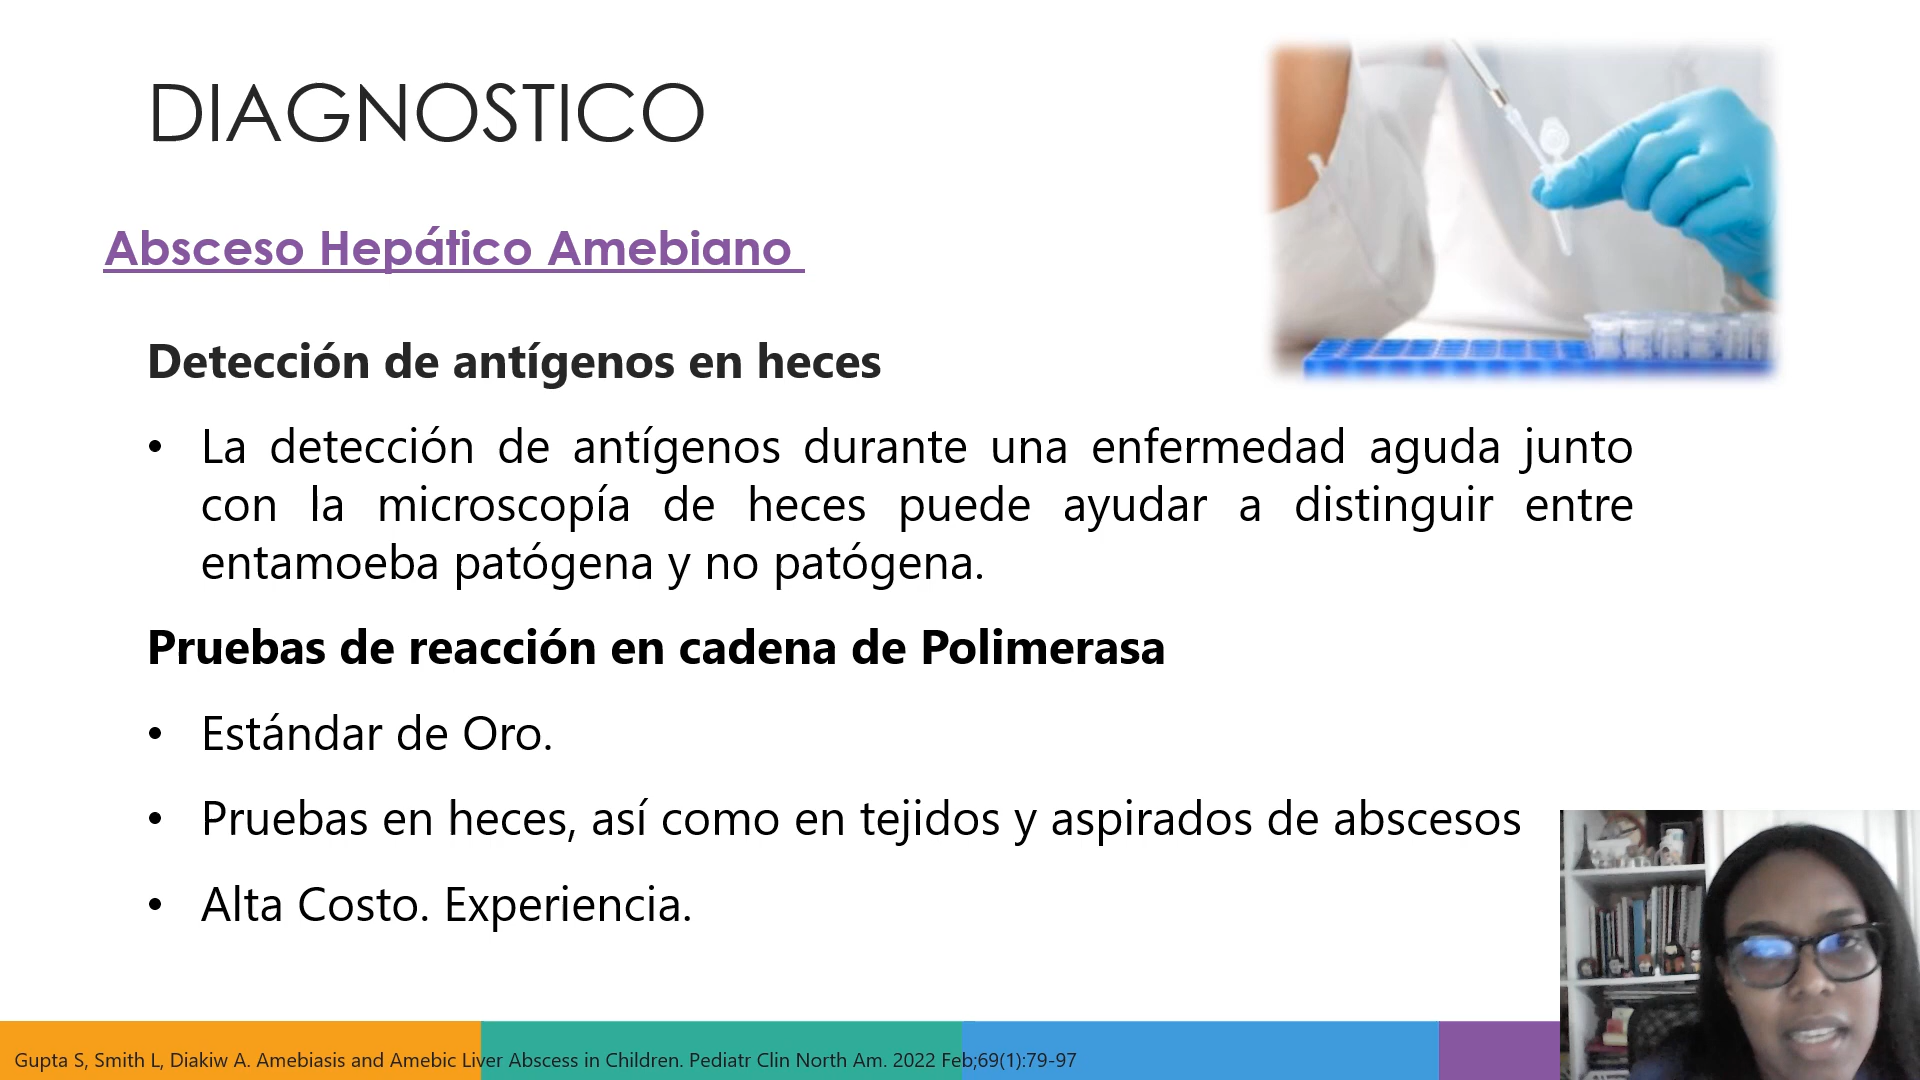 DIAGNOSTICO
Absceso Hepático Amebiano
Detección de antígenos en heces
• La detección de antígenos durante una enfermedad aguda junto
con la microscopía de heces puede ayudar a distinguir entre
entamoeba patógena y no patógena.
Pruebas de reacción en cadena de Polimerasa
• Estándar de Oro.
• Pruebas en heces, así como en tejidos y aspirados de abscesos
• Alta Costo. Experiencia.
Gupta S, Smith L, Diakiw A. Amebiasis and Amebic Liver Abscess in Children. Pediatr Clin North Am. 2022 Feb;69(1):79-97